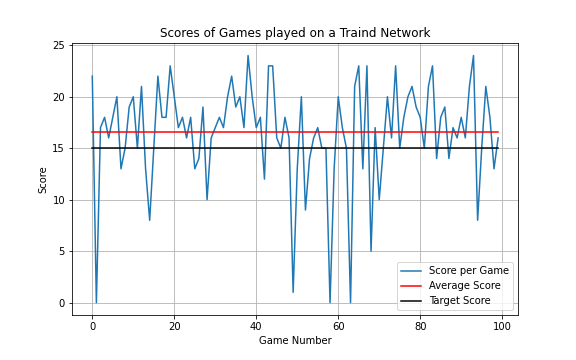 Scores of Games played on a Traind Network
25
20
15
10
5
0
Score
0 20 40 60 80 100
Game Number
Score per Game
Average Score
Target Score